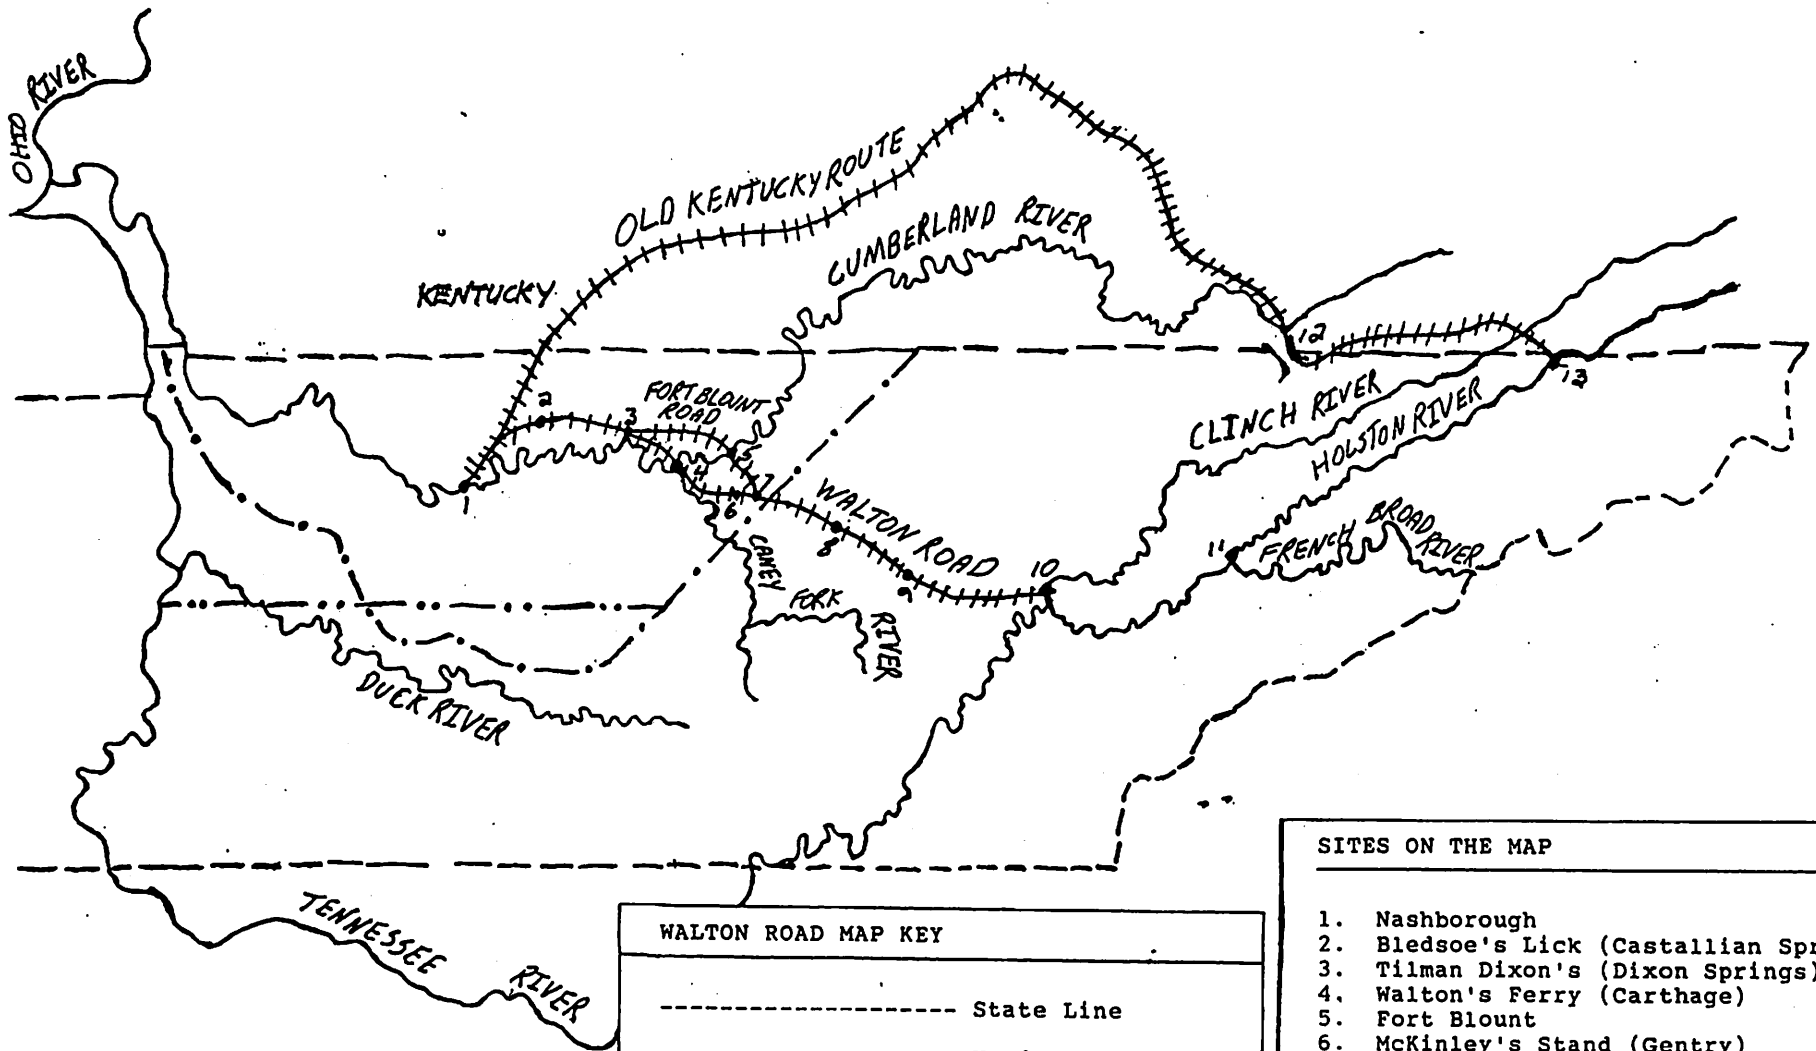 OHIO RIVER
OLD KENTUCKY ROUTE
CUMBERLAND RIVER
KENTUCKY
12
13
2
3
FORT BLOUNT
ROAD
CLINCH RIVER
HOLSTON RIVER
1
4
5
6
7
WALTON ROAD
8
9
10
11
FRENCH BROAD
RIVER
CANEY
FORK
RIVER
DUCK RIVER
TENNESSEE
RIVER
WALTON ROAD MAP KEY
------------------- State Line
SITES ON THE MAP
1. Nashborough
2. Bledsoe's Lick (Castallian Spr
3. Tilman Dixon's (Dixon Springs)
4. Walton's Ferry (Carthage)
5. Fort Blount
6. McKinley's Stand (Gentry)